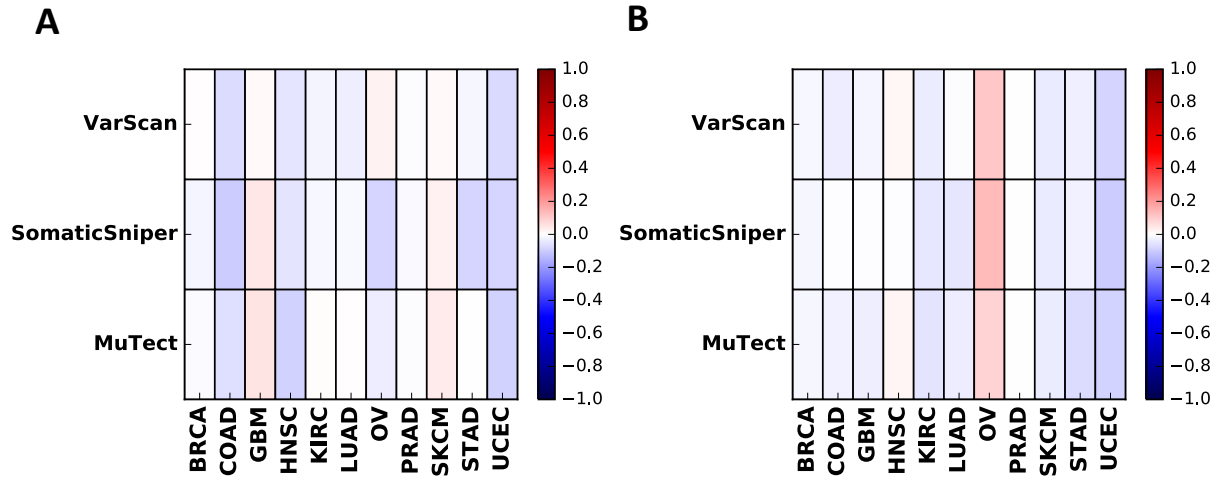 A
VarScan
SomaticSniper
MuTect
BRCA
COAD
GBM
HNSC
KIRC
LUAD
OV
PRAD
SKCM
STAD
UCEC
1.0
0.8
0.6
0.4
0.2
0.0
−0.2
−0.4
−0.6
−0.8
−1.0
B
VarScan
SomaticSniper
MuTect
BRCA
COAD
GBM
HNSC
KIRC
LUAD
OV
PRAD
SKCM
STAD
UCEC
1.0
0.8
0.6
0.4
0.2
0.0
−0.2
−0.4
−0.6
−0.8
−1.0